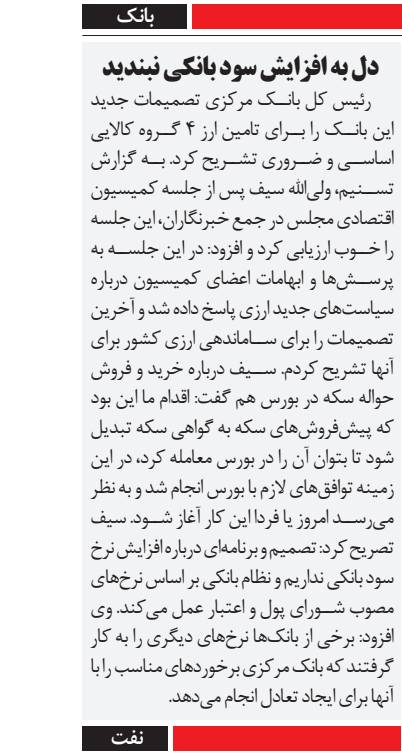 بانک
دل به افزایش سود بانکی نبندید
رئیس کل بانک مرکزی تصمیمات جدید
این بانک را برای تامین ارز ۴ گروه کالایی
اساسی و ضروری تشریح کرد. به گزارش
تسنیم، ولی‌الله سیف پس از جلسه کمیسیون
اقتصادی مجلس در جمع خبرنگاران، این جلسه
را خوب ارزیابی کرد و افزود: در این جلسه به
پرسش‌ها و ابهامات اعضای کمیسیون درباره
سیاست‌های جدید ارزی پاسخ داده شد و آخرین
تصمیمات را برای ساماندهی ارزی کشور برای
آنها تشریح کردم. سیف درباره خرید و فروش
حواله سکه در بورس هم گفت: اقدام ما این بود
که پیش‌فروش‌های سکه به گواهی سکه تبدیل
شود تا بتوان آن را در بورس معامله کرد، در این
زمینه توافق‌های لازم با بورس انجام شد و به نظر
می‌رسد امروز یا فردا این کار آغاز شود. سیف
تصریح کرد: تصمیم و برنامه‌ای درباره افزایش نرخ
سود بانکی نداریم و نظام بانکی بر اساس نرخ‌های
مصوب شورای پول و اعتبار عمل می‌کند. وی
افزود: برخی از بانک‌ها نرخ‌های دیگری را به کار
گرفتند که بانک مرکزی برخوردهای مناسب را با
آنها برای ایجاد تعادل انجام می‌دهد.
نفت